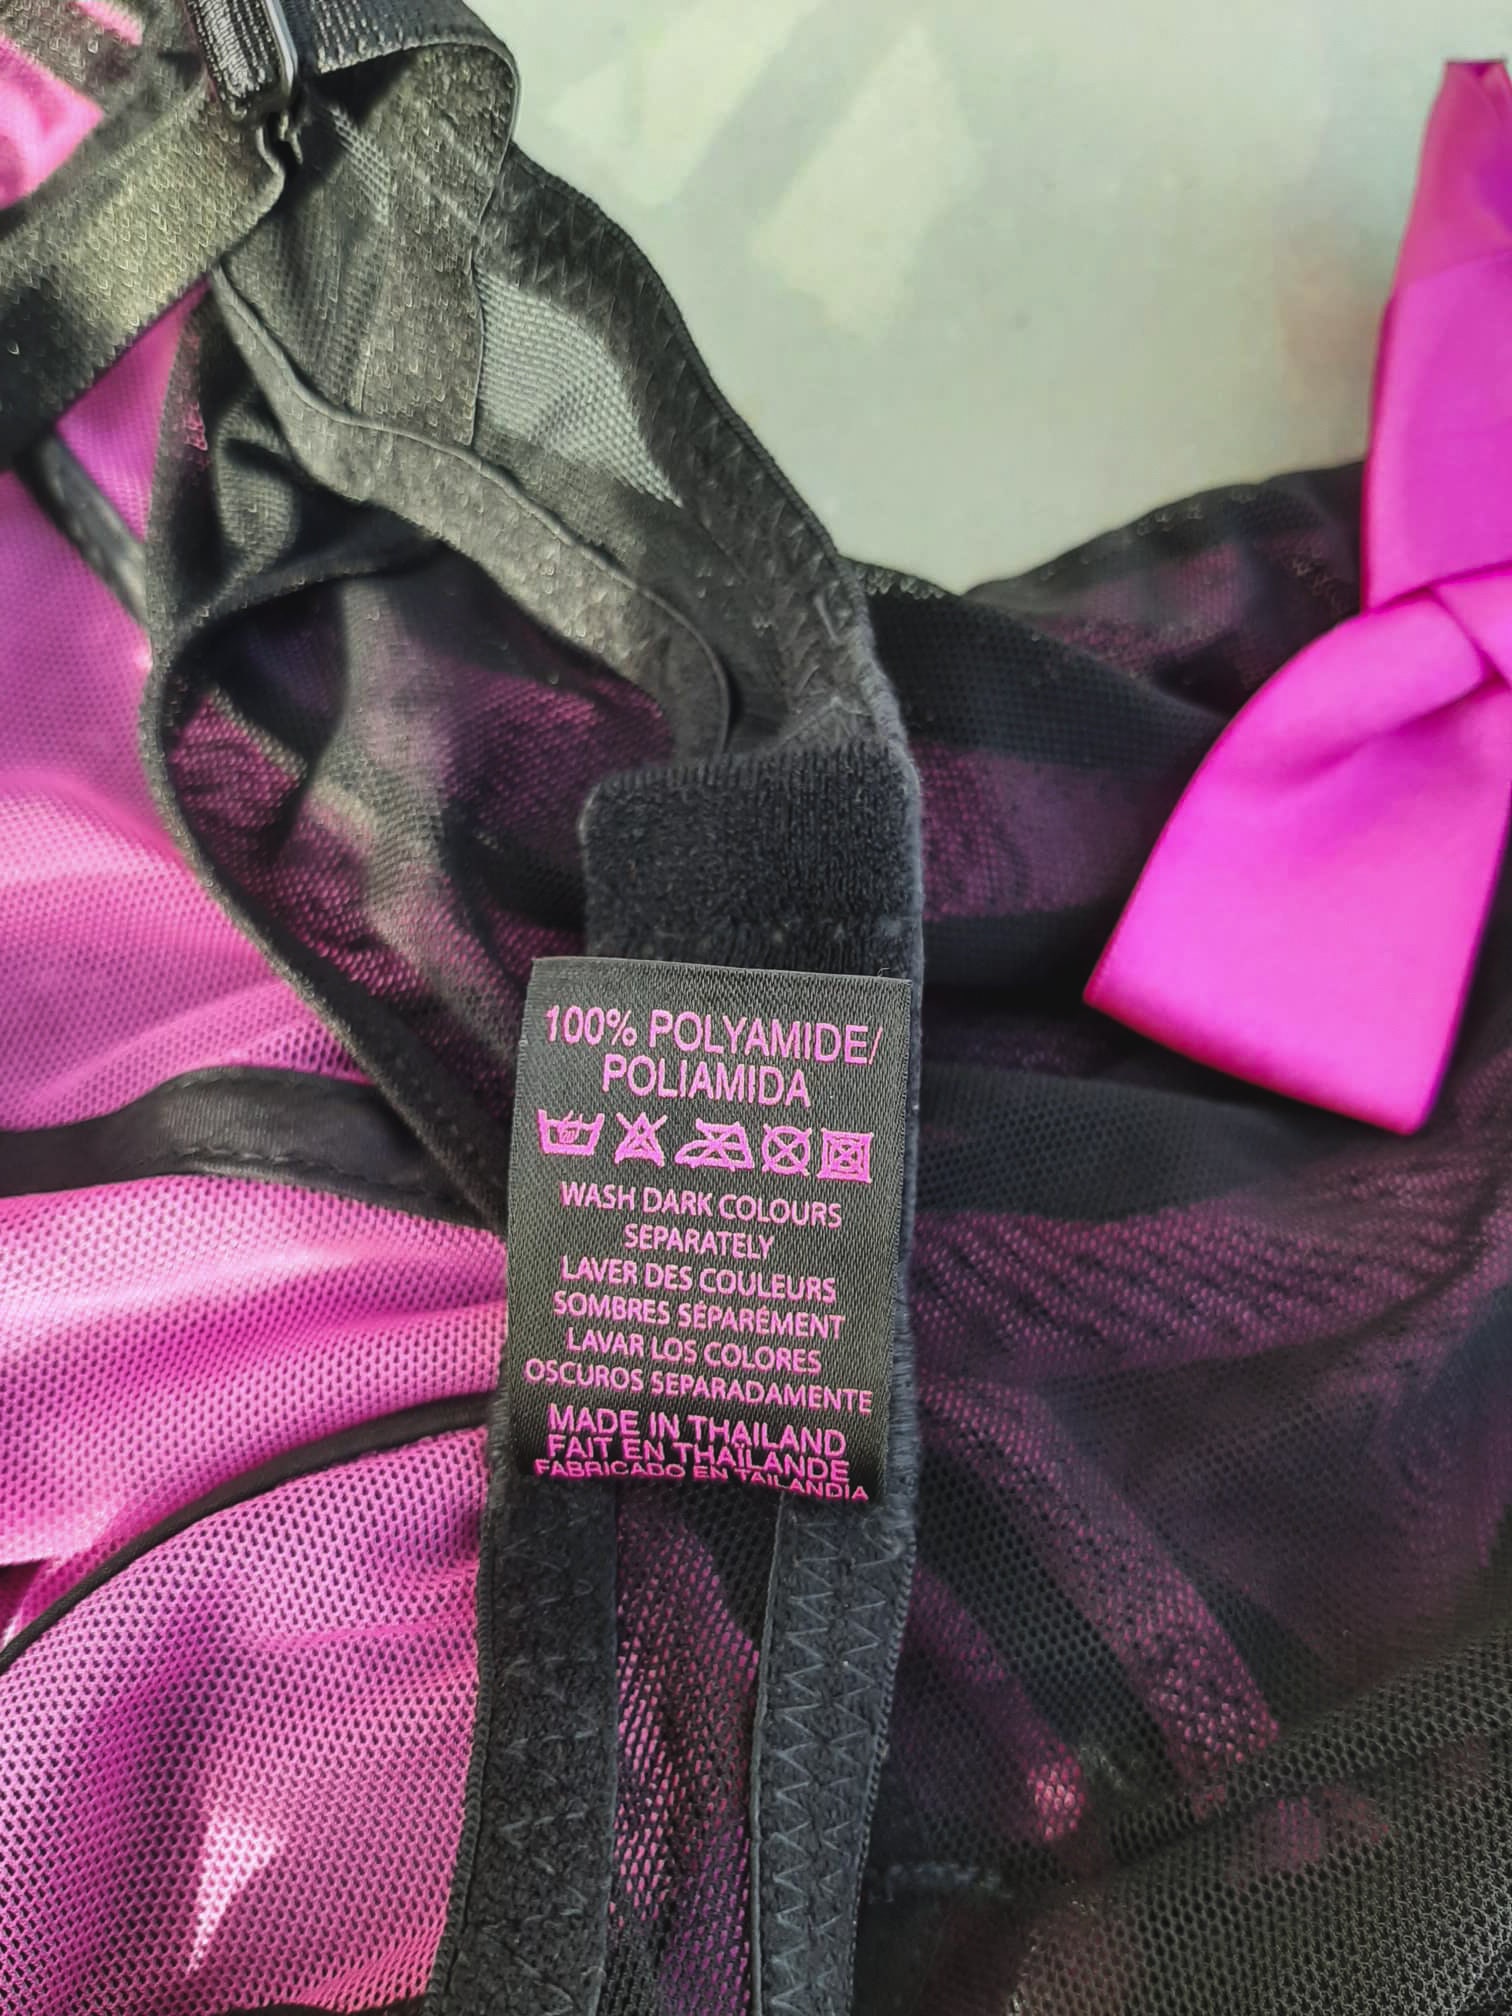 100% POLYAMIDE/
POLIAMIDA
WASH DARK COLOURS
SEPARATELY
LAVER DES COULEURS
SOMBRES SÉPARÉMENT
LAVAR LOS COLORES
OSCUROS SEPARADAMENTE
MADE IN THAILAND
FAIT EN THAÏLANDE
FABRICADO EN TAILANDIA